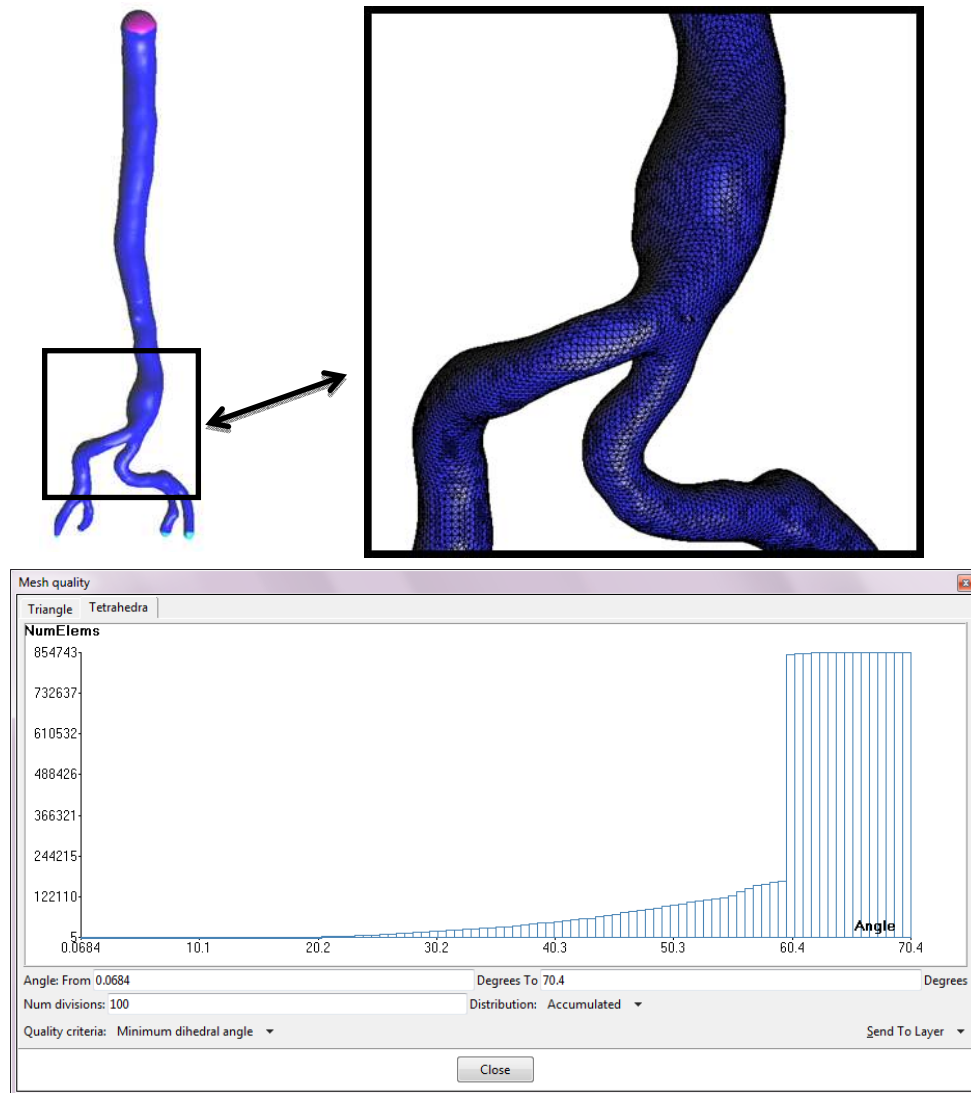 Mesh quality
Triangle Tetrahedra
NumElems
854743
732637
610532
488426
366321
244215
122110
5
Angle
0.0684 10.1 20.2 30.2 40.3 50.3 60.4 70.4
Angle: From 0.0684 Degrees To 70.4 Degrees
Num divisions: 100 Distribution: Accumulated
Quality criteria: Minimum dihedral angle Send To Layer
Close